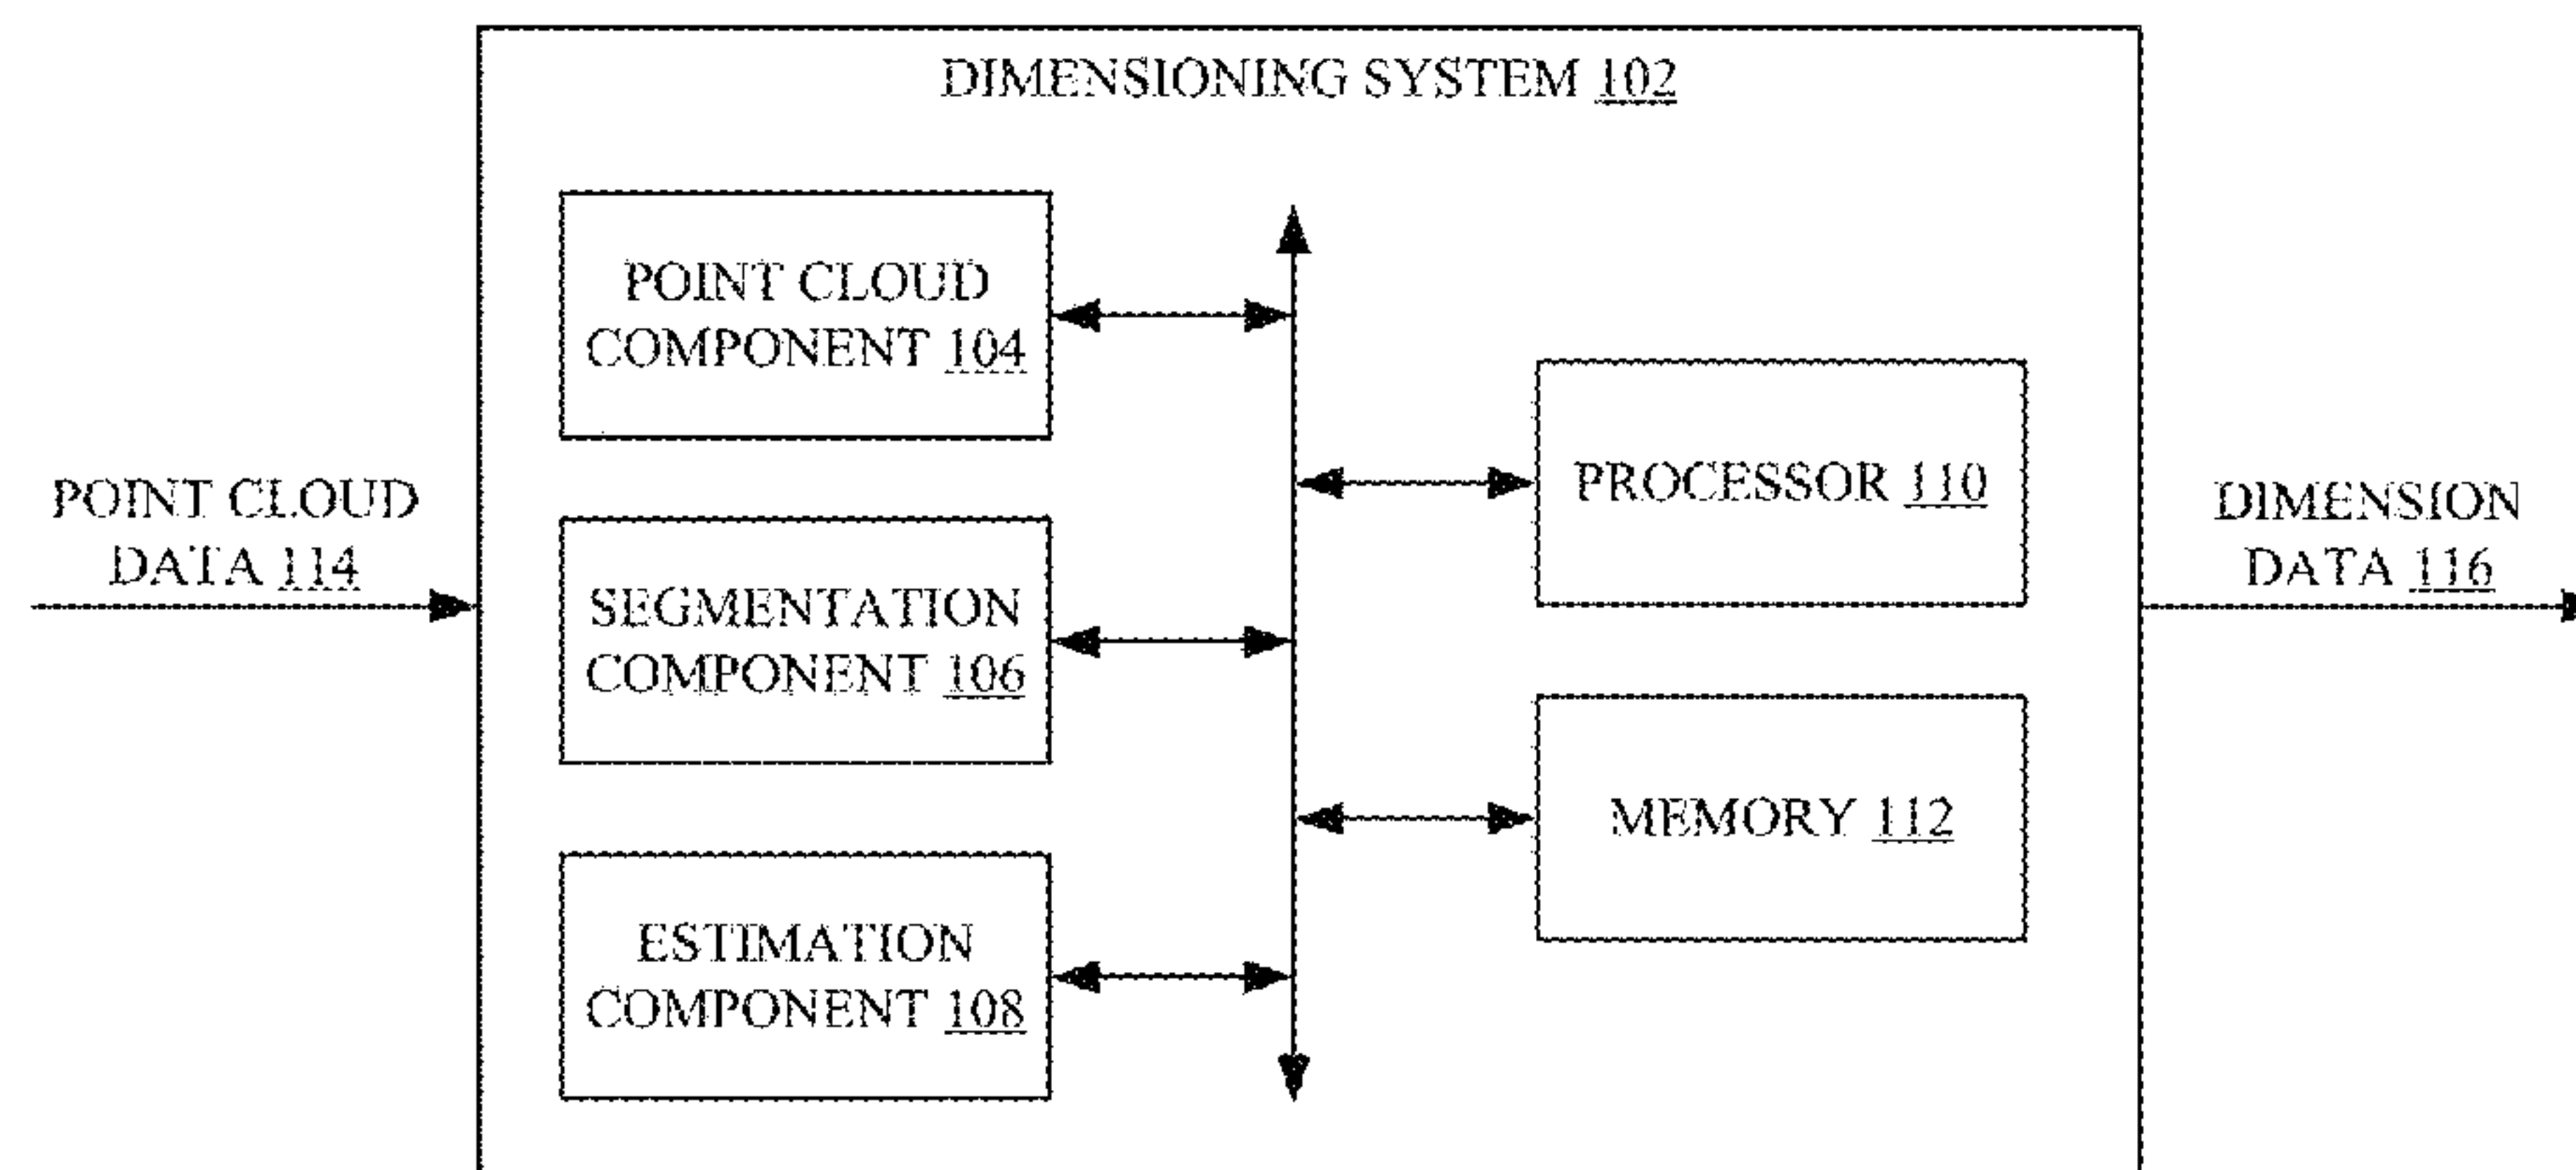 DIMENSIONING SYSTEM 102
POINT CLOUD
COMPONENT 104
PROCESSOR 110
POINT CLOUD
DATA 114
DIMENSION
DATA 116
SEGMENTATION
COMPONENT 106
MEMORY 112
ESTIMATION
COMPONENT 108